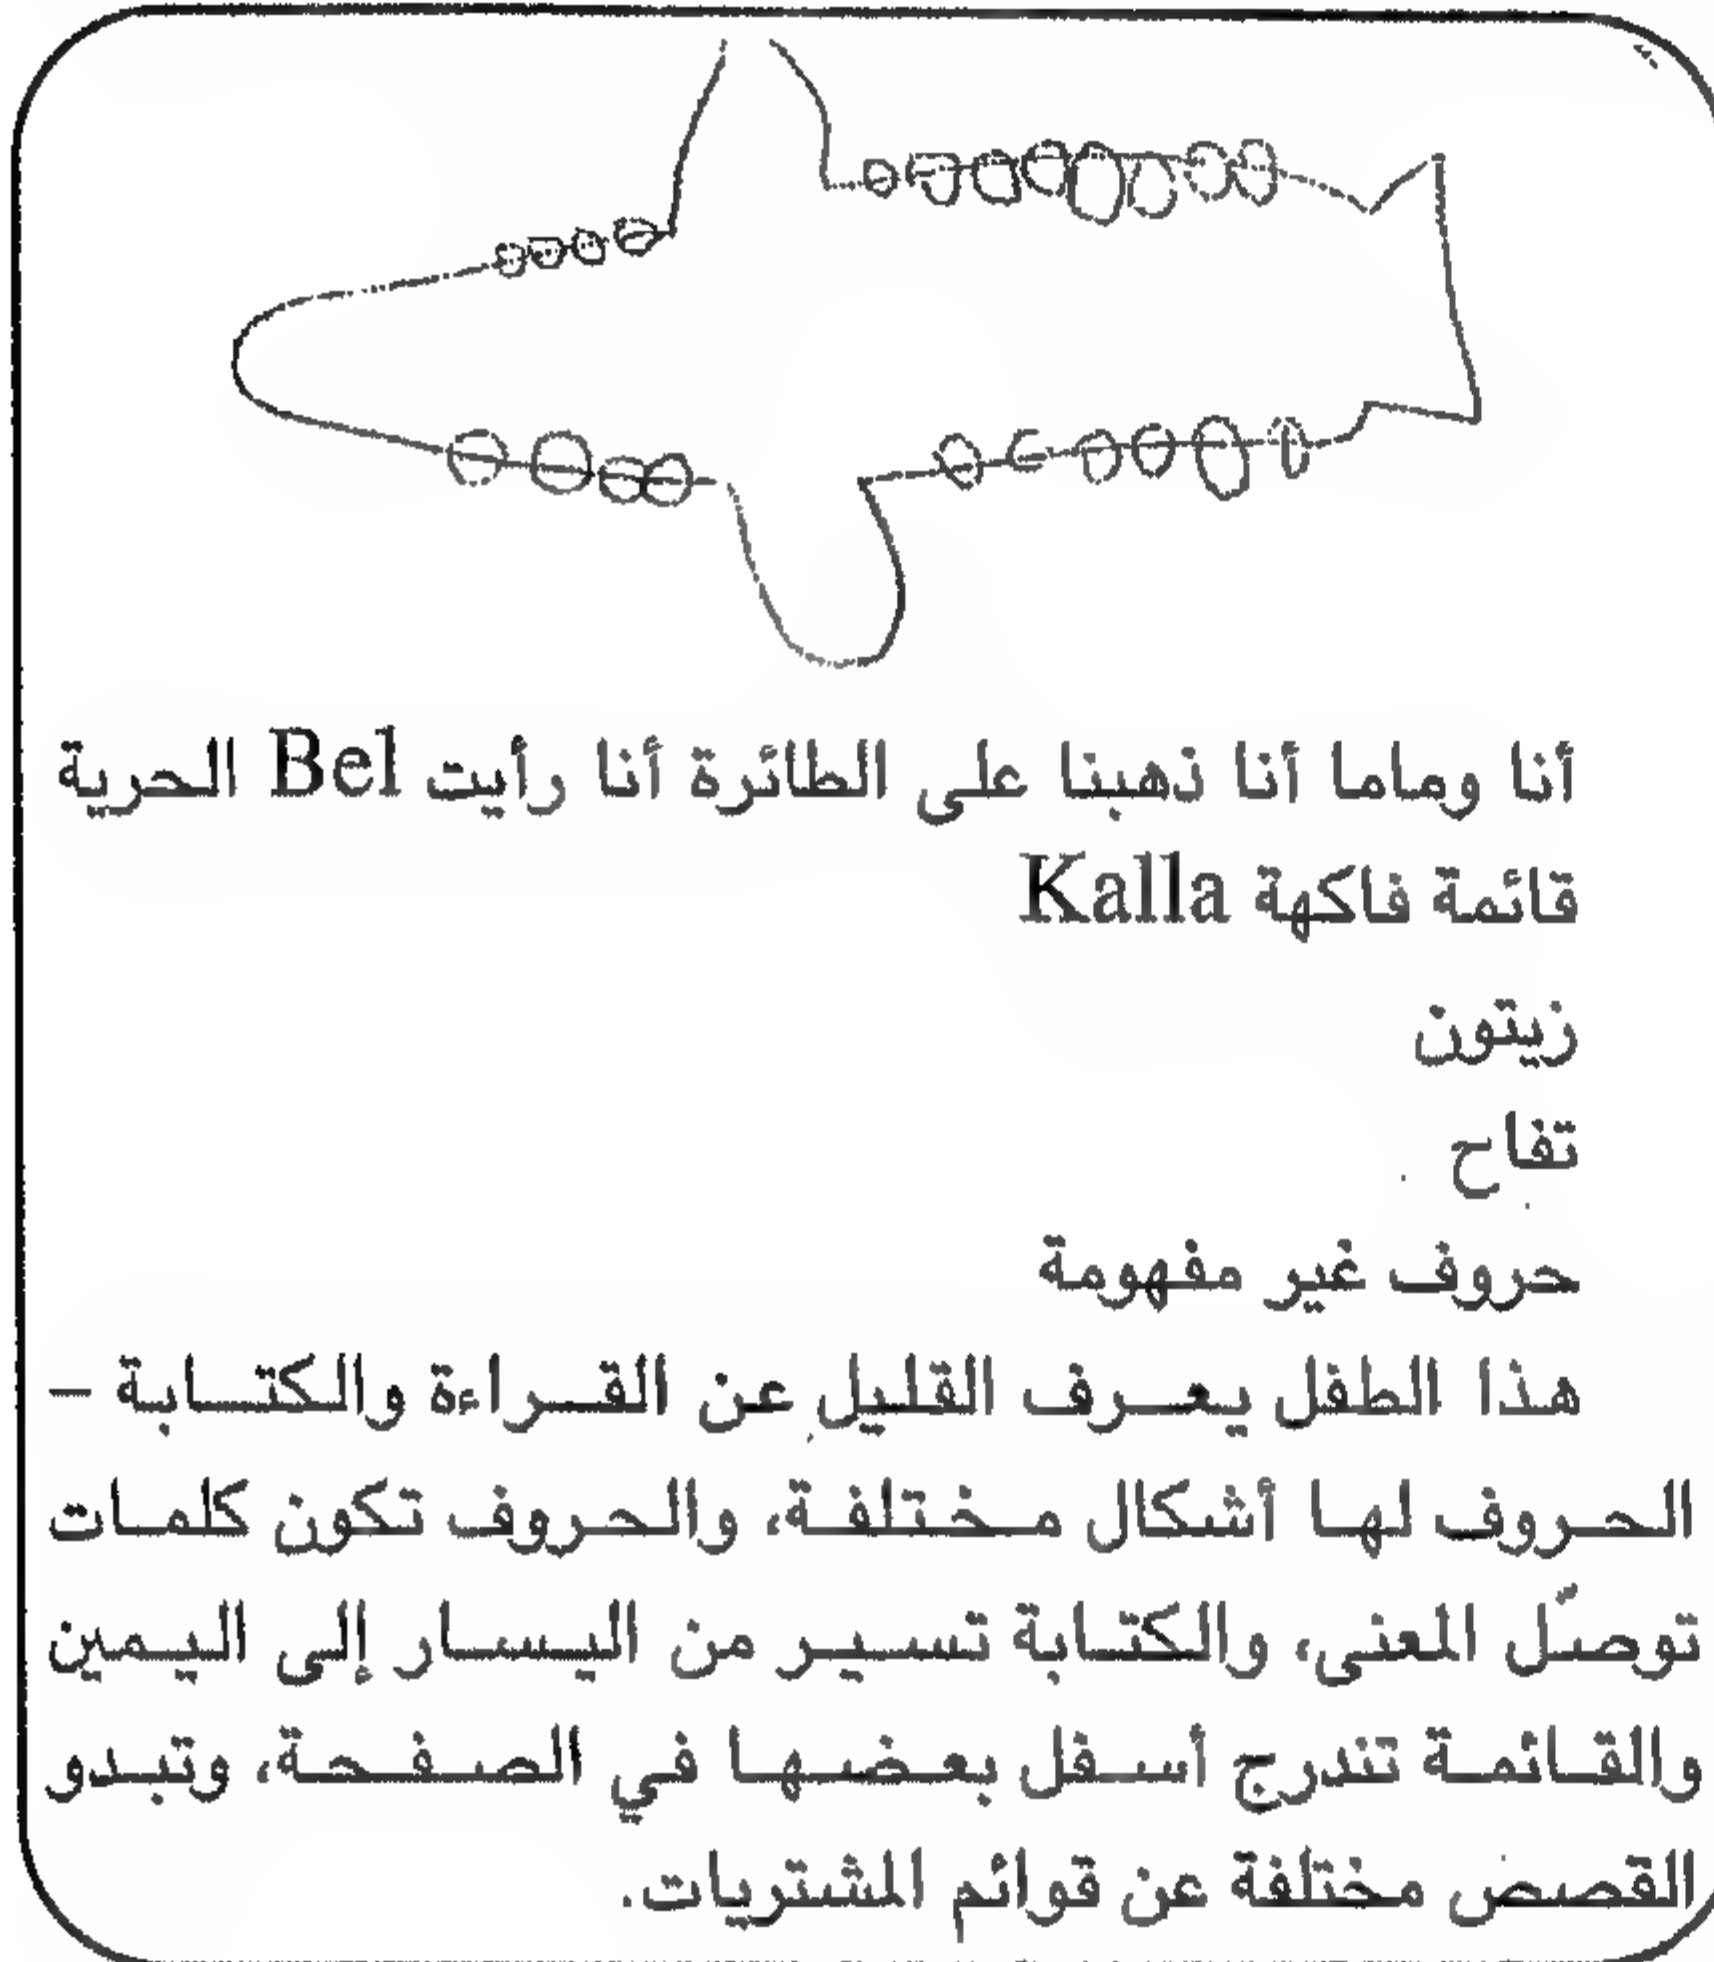 أنا وماما أنا ذهبنا على الطائرة أنا رأيت Bel الحرية
قائمة فاكهة Kalla
زيتون
تفاح
حروف غير مفهومة
هذا الطفل يعرف القليل عن القراءة والكتابة –
الحروف لها أشكال مختلفة، والحروف تكون كلمات
توصّل المعنى، والكتابة تسير من اليسار إلى اليمين
والقائمة تندرج أسفل بعضها في الصفحة، وتبدو
القصص مختلفة عن قوائم المشتريات.